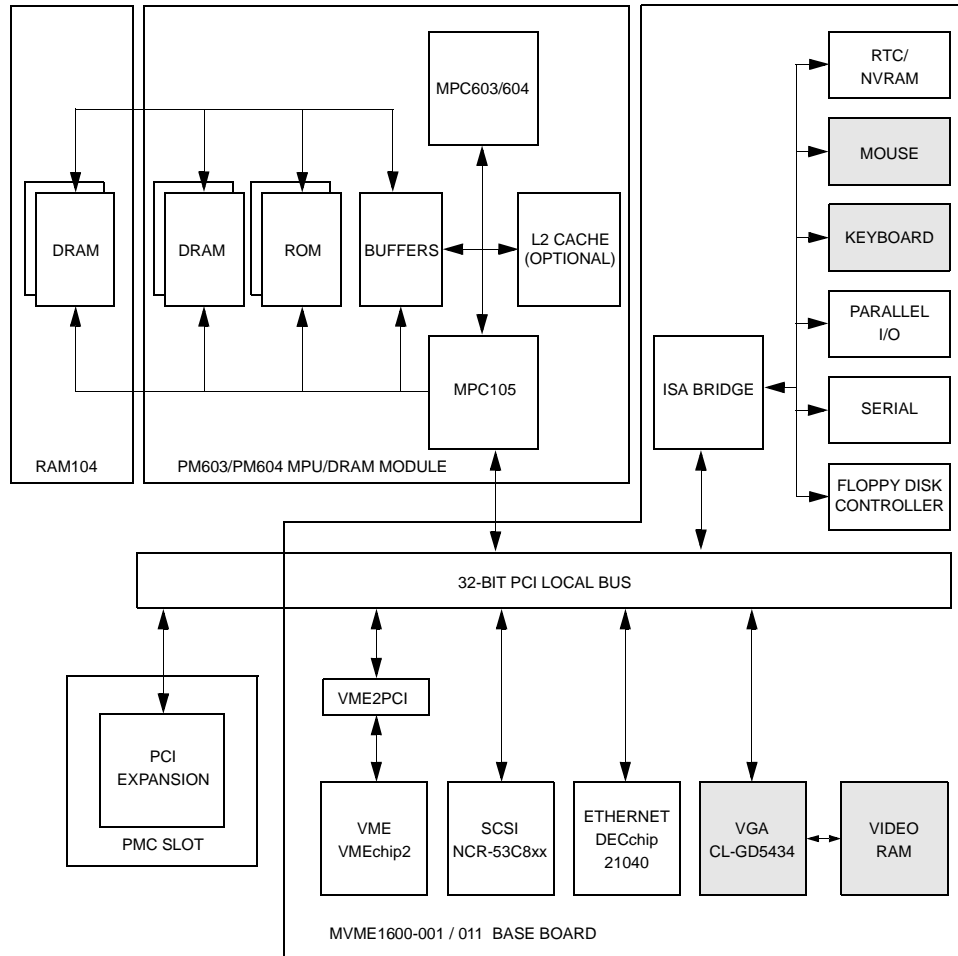 RTC/
NVRAM
MPC603/604
MOUSE
DRAM
DRAM
ROM
BUFFERS
L2 CACHE
(OPTIONAL)
KEYBOARD
PARALLEL
I/O
MPC105
ISA BRIDGE
SERIAL
RAM104
PM603/PM604 MPU/DRAM MODULE
FLOPPY DISK
CONTROLLER
32-BIT PCI LOCAL BUS
VME2PCI
PCI
EXPANSION
PMC SLOT
VME
VMEchip2
SCSI
NCR-53C8xx
ETHERNET
DECchip
21040
VGA
CL-GD5434
VIDEO
RAM
MVME1600-001 / 011 BASE BOARD